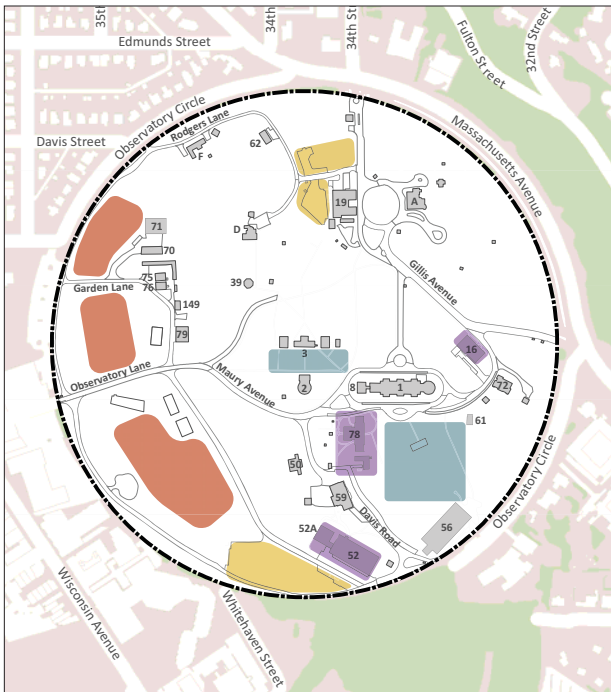 35th
34th
34th St
Edmunds Street
Fulton Street
32nd Street
Observatory Circle
Rodgers Lane
Massachusetts Avenue
Davis Street
62
F
19
A
71
D
70
Gillis Avenue
75
39
Garden Lane
76
149
79
16
3
Observatory Lane
Maury Avenue
2
8
1
72
61
78
50
59
Observatory Circle
Davis Road
56
52A
52
Wisconsin Avenue
Whitehaven Street